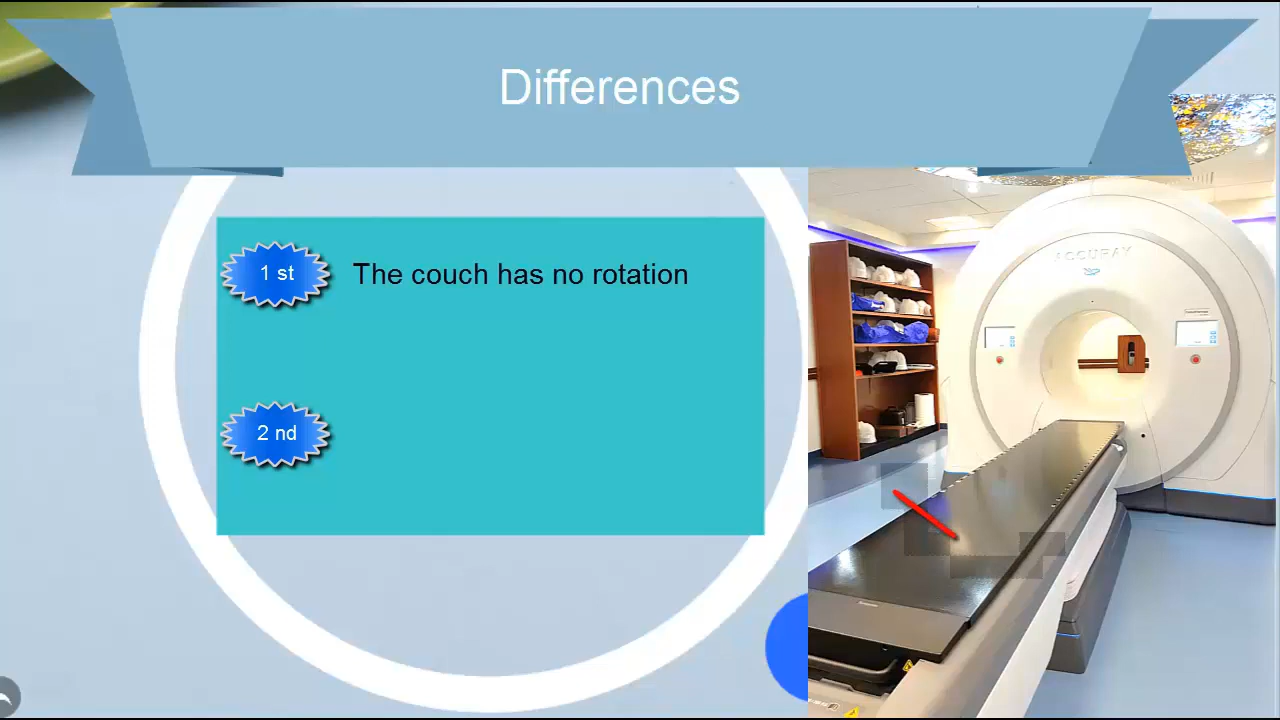 Differences
1 st
The couch has no rotation
2 nd
ACCURAY